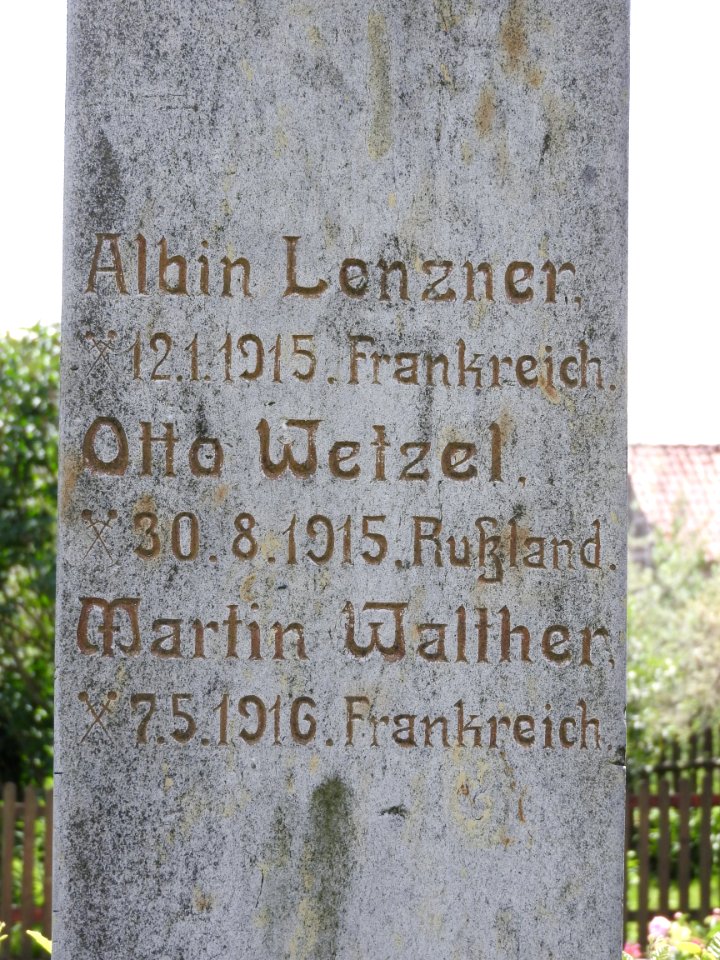 Albin Lenzner,
⚔ 12.1.1915. Frankreich.
Otto Wetzel,
⚔ 30.8.1915. Rußland.
Martin Walther,
⚔ 7.5.1916. Frankreich.